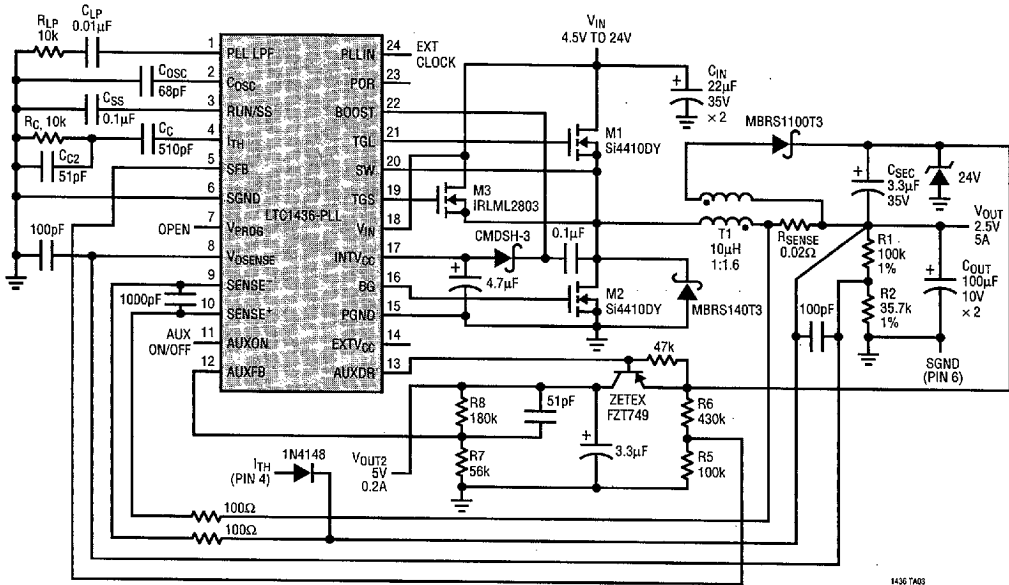 RLP
10k
CLP
0.01µF
COSC
68pF
CSS
0.1µF
RC, 10k
CC
510pF
CC2
51pF
100pF
OPEN
1000pF
AUX
ON/OFF
1
2
3
4
5
6
7
8
9
10
11
12
PLL LPF
COSC
RUN/SS
ITH
SFB
SGND
VPROG
VOSENSE
SENSE−
SENSE+
AUXON
AUXFB
LTC1436-PLL
PLLIN
POR
BOOST
TGL
SW
TGS
VIN
INTVCC
BG
PGND
EXTVCC
AUXDR
24
23
22
21
20
19
18
17
16
15
14
13
EXT
CLOCK
VIN
4.5V TO 24V
CIN
22µF
35V
× 2
M1
Si4410DY
M3
IRLML2803
CMDSH-3
0.1µF
4.7µF
M2
Si4410DY
MBRS140T3
T1
10µH
1:1.6
MBRS1100T3
CSEC
3.3µF
35V
24V
RSENSE
0.02Ω
VOUT
2.5V
5A
R1
100k
1%
R2
35.7k
1%
COUT
100µF
10V
× 2
100pF
SGND
(PIN 6)
47k
ZETEX
FZT749
R8
180k
51pF
R7
56k
3.3µF
R6
430k
R5
100k
VOUT2
5V
0.2A
ITH
(PIN 4)
1N4148
100Ω
100Ω
1436 TA03